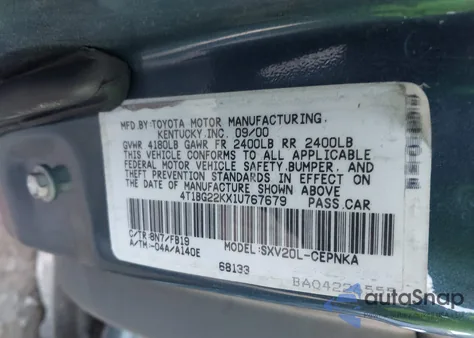 MFD.BY:TOYOTA MOTOR MANUFACTURING,
KENTUCKY,INC. 09/00
GVWR 4180LB GAWR FR 2400LB RR 2400LB
THIS VEHICLE CONFORMS TO ALL APPLICABLE
FEDERAL MOTOR VEHICLE SAFETY,BUMPER, AND
THEFT PREVENTION STANDARDS IN EFFECT ON
THE DATE OF MANUFACTURE SHOWN ABOVE.
4T1BG22KX1U767679 PASS.CAR
C/TR:8N7/FB19
A/TM:-04A/A140E
MODEL:SXV20L-CEPNKA
68133
autoSnap